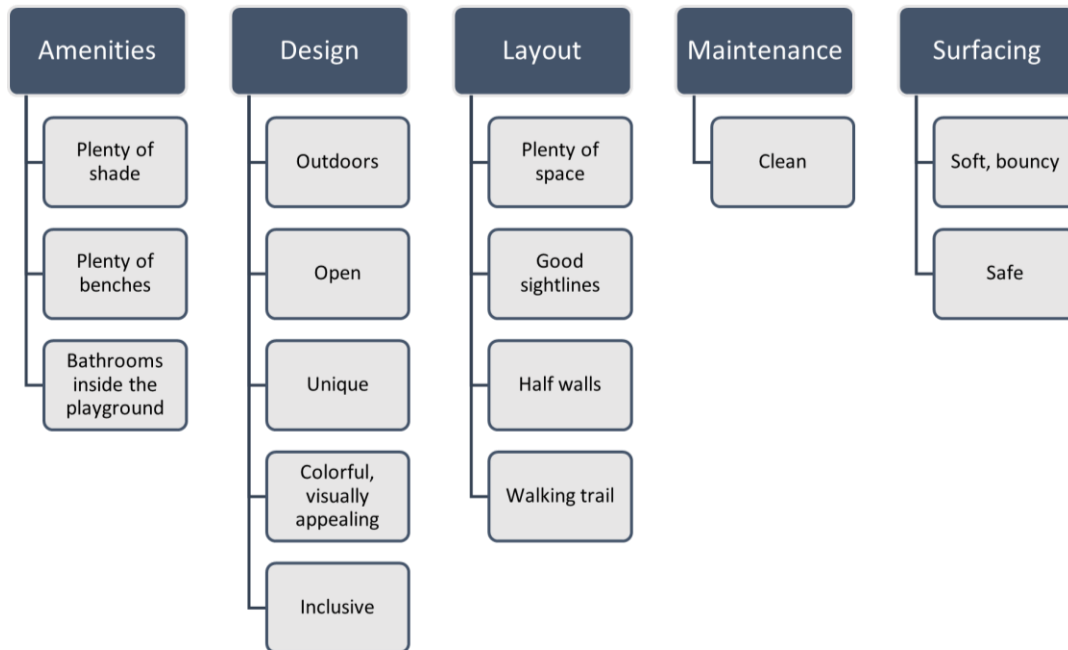 Amenities
Plenty of
shade
Plenty of
benches
Bathrooms
inside the
playground
Design
Outdoors
Open
Unique
Colorful,
visually
appealing
Inclusive
Layout
Plenty of
space
Good
sightlines
Half walls
Walking trail
Maintenance
Clean
Surfacing
Soft, bouncy
Safe